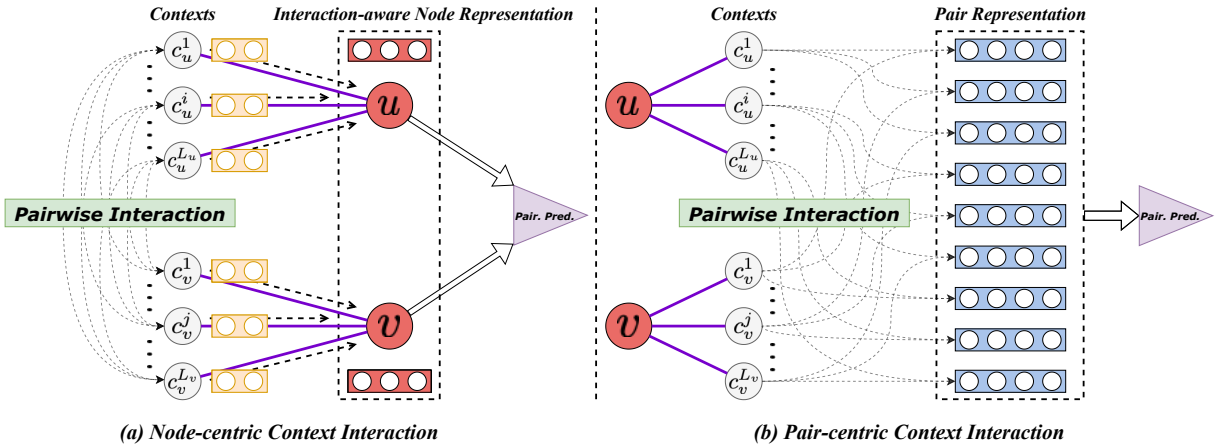 Contexts
Interaction-aware Node Representation
c_u^1
c_u^i
c_u^{L_u}
u
Pairwise Interaction
Pair. Pred.
c_v^1
c_v^j
c_v^{L_v}
v
(a) Node-centric Context Interaction
Contexts
Pair Representation
c_u^1
c_u^i
c_u^{L_u}
u
Pairwise Interaction
Pair. Pred.
c_v^1
c_v^j
c_v^{L_v}
v
(b) Pair-centric Context Interaction